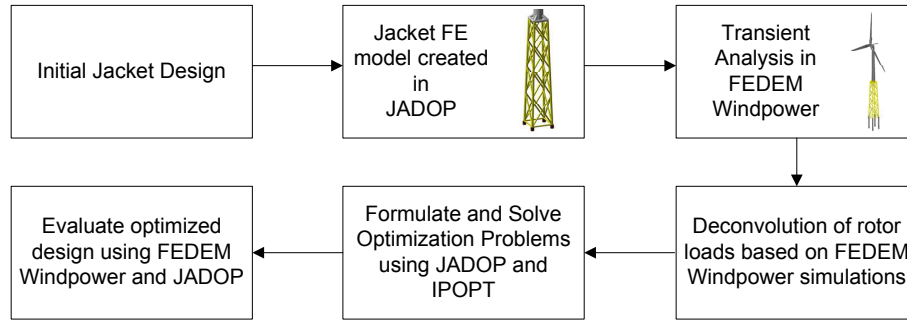 Initial Jacket Design
Jacket FE
model created
in
JADOP
Transient
Analysis in
FEDEM
Windpower
Evaluate optimized
design using FEDEM
Windpower and JADOP
Formulate and Solve
Optimization Problems
using JADOP and
IPOPT
Deconvolution of rotor
loads based on FEDEM
Windpower simulations